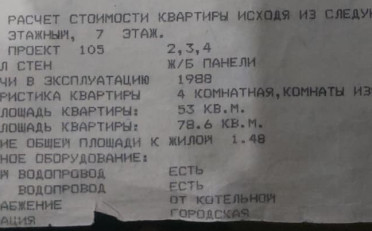 РАСЧЕТ СТОИМОСТИ КВАРТИРЫ ИСХОДЯ ИЗ СЛЕДУ
ЭТАЖНЫЙ, 7 ЭТАЖ.
ПРОЕКТ 105 2,3,4
Л СТЕН Ж/Б ПАНЕЛИ
ЧИ В ЭКСПЛУАТАЦИЮ 1988
РИСТИКА КВАРТИРЫ 4 КОМНАТНАЯ,КОМНАТЫ ИЗ
ЛОЩАДЬ КВАРТИРЫ: 53 КВ.М.
ЛОЩАДЬ КВАРТИРЫ: 78.6 КВ.М.
ИЕ ОБЩЕЙ ПЛОЩАДИ К ЖИЛОЙ 1.48
НОЕ ОБОРУДОВАНИЕ:
Й ВОДОПРОВОД ЕСТЬ
ВОДОПРОВОД ЕСТЬ
АБЖЕНИЕ ОТ КОТЕЛЬНОЙ
АЦИЯ ГОРОДСКАЯ